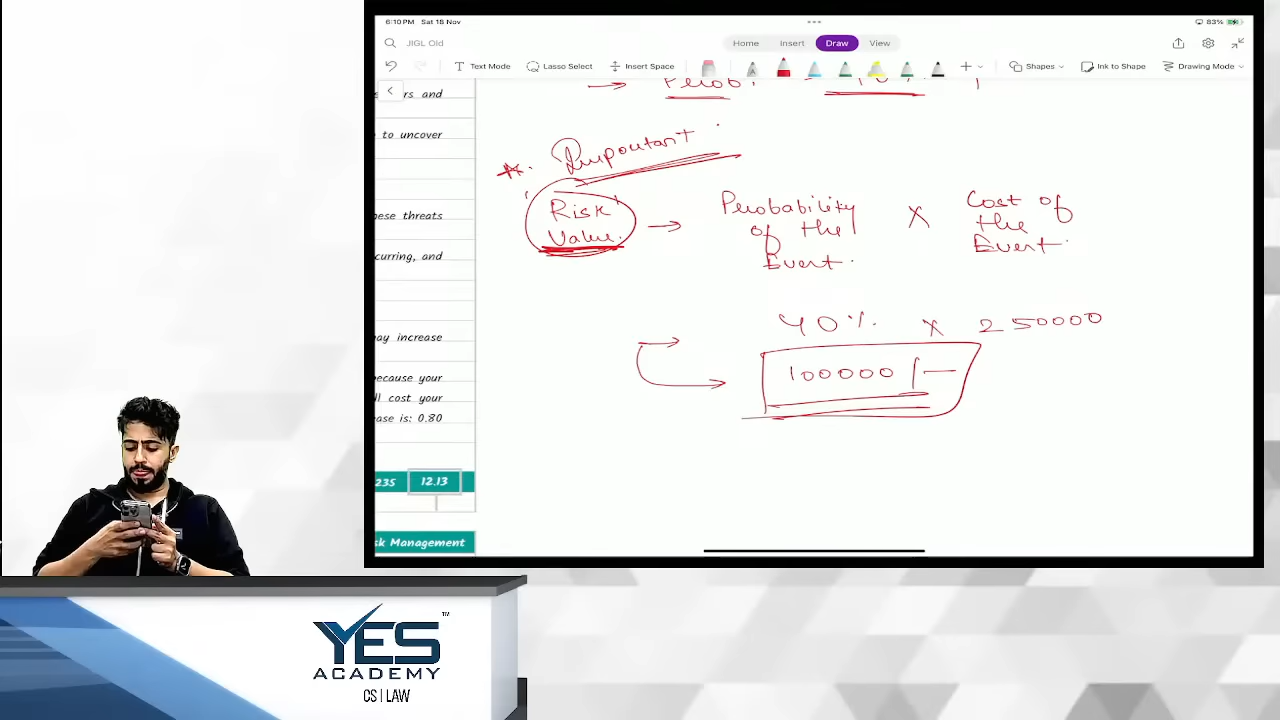 6:10 PM Sat 18 Nov
83%
JIGL Old
Home Insert Draw View
Text Mode Lasso Select Insert Space Shapes Ink to Shape Drawing Mode
rs and
to uncover
ese threats
curring, and
ay increase
because your
ll cost your
ase is: 0.80
235 12.13
sk Management
Important
Risk Value → Probability of the Event X Cost of the Event
40% X 250000
100000/-
YES
ACADEMY
TM
CS | LAW